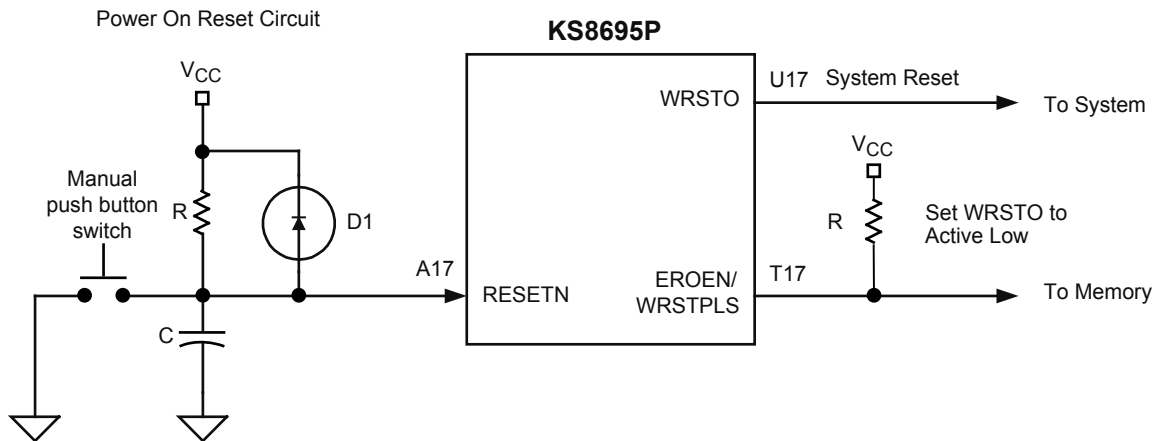 Power On Reset Circuit
KS8695P
VCC
Manual
push button
switch
R
D1
C
A17
RESETN
WRSTO
U17
System Reset
To System
VCC
R
Set WRSTO to
Active Low
EROEN/
WRSTPLS
T17
To Memory